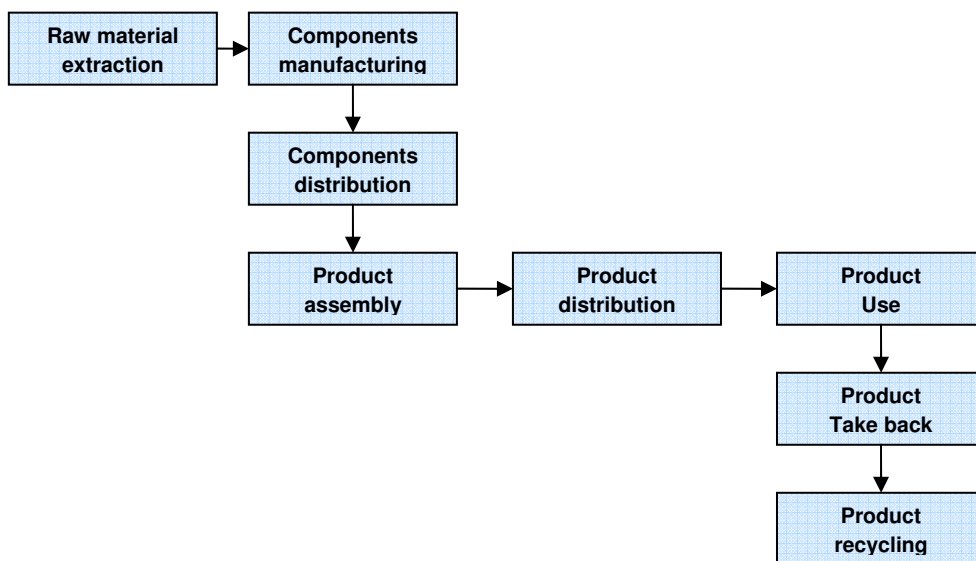 Raw material
extraction
Components
manufacturing
Components
distribution
Product
assembly
Product
distribution
Product
Use
Product
Take back
Product
recycling